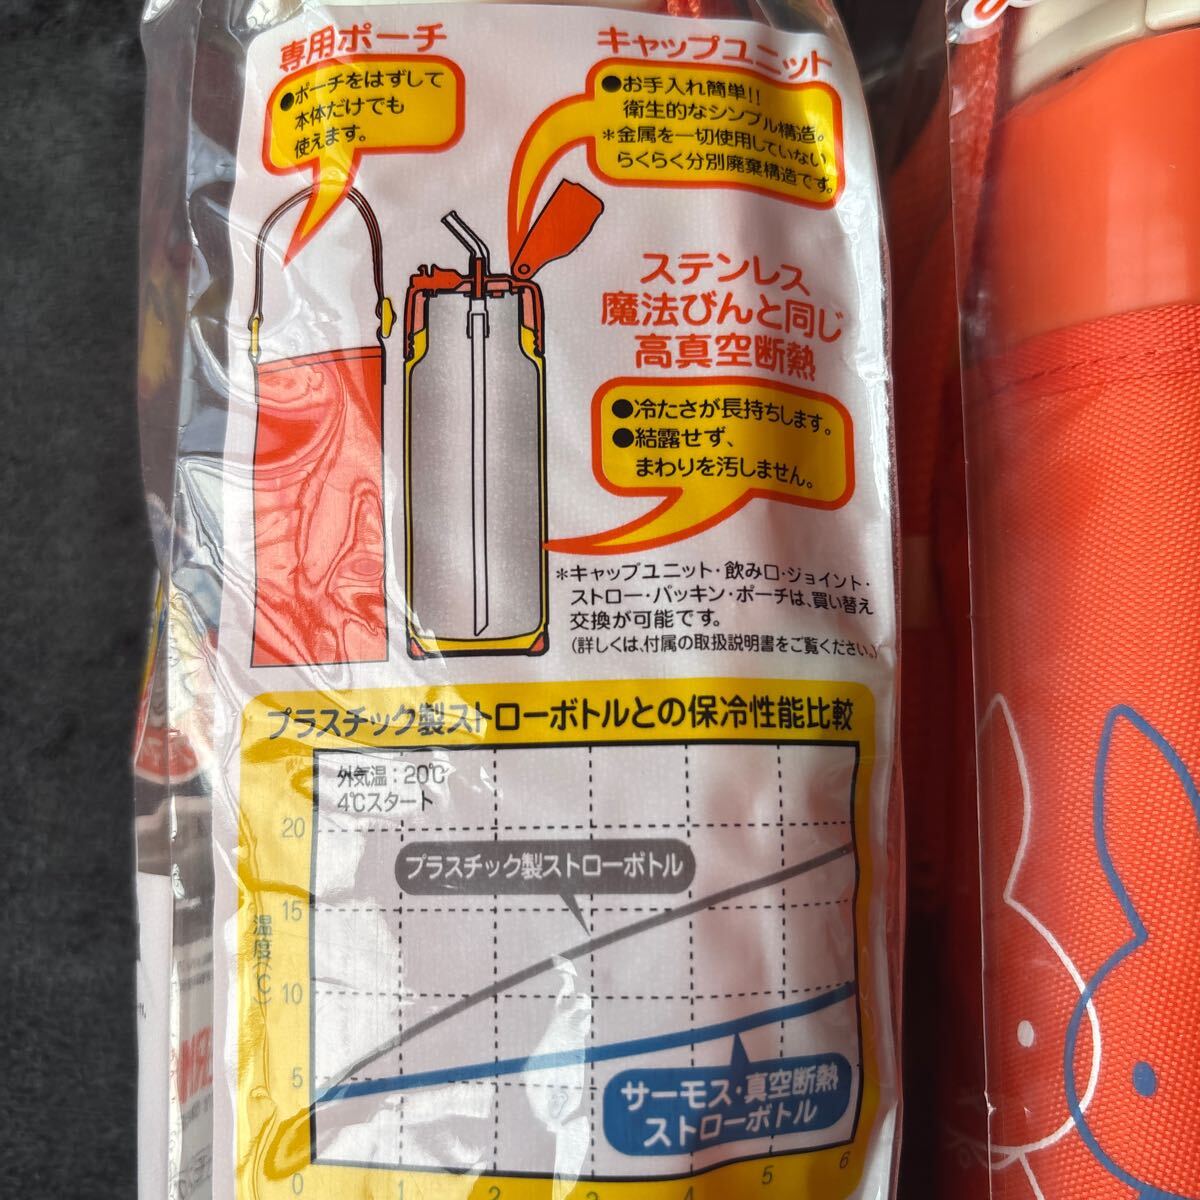 専用ポーチ
●ポーチをはずして
本体だけでも
使えます。
キャップユニット
●お手入れ簡単!!
衛生的なシンプル構造。
＊金属を一切使用していない
らくらく分別廃棄構造です。
ステンレス
魔法びんと同じ
高真空断熱
●冷たさが長持ちします。
●結露せず、
まわりを汚しません。
＊キャップユニット・飲み口・ジョイント・
ストロー・パッキン・ポーチは、買い替え
交換が可能です。
(詳しくは、付属の取扱説明書をご覧ください。)
プラスチック製ストローボトルとの保冷性能比較
外気温：20℃
4℃スタート
20
プラスチック製ストローボトル
15
温度(℃)
10
5
サーモス・真空断熱
ストローボトル
0 1 2 3 4 5 6